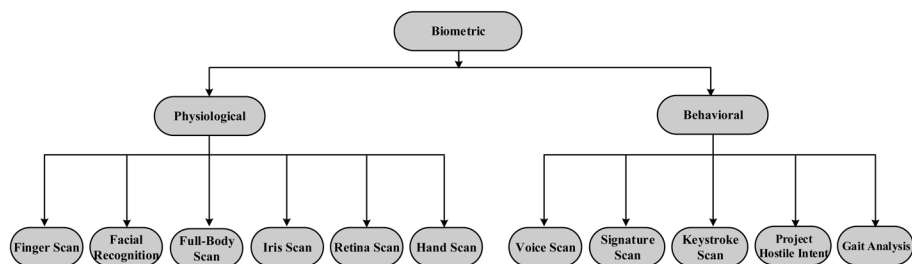 Biometric
Physiological
Behavioral
Finger Scan
Facial
Recognition
Full-Body
Scan
Iris Scan
Retina Scan
Hand Scan
Voice Scan
Signature
Scan
Keystroke
Scan
Project
Hostile Intent
Gait Analysis